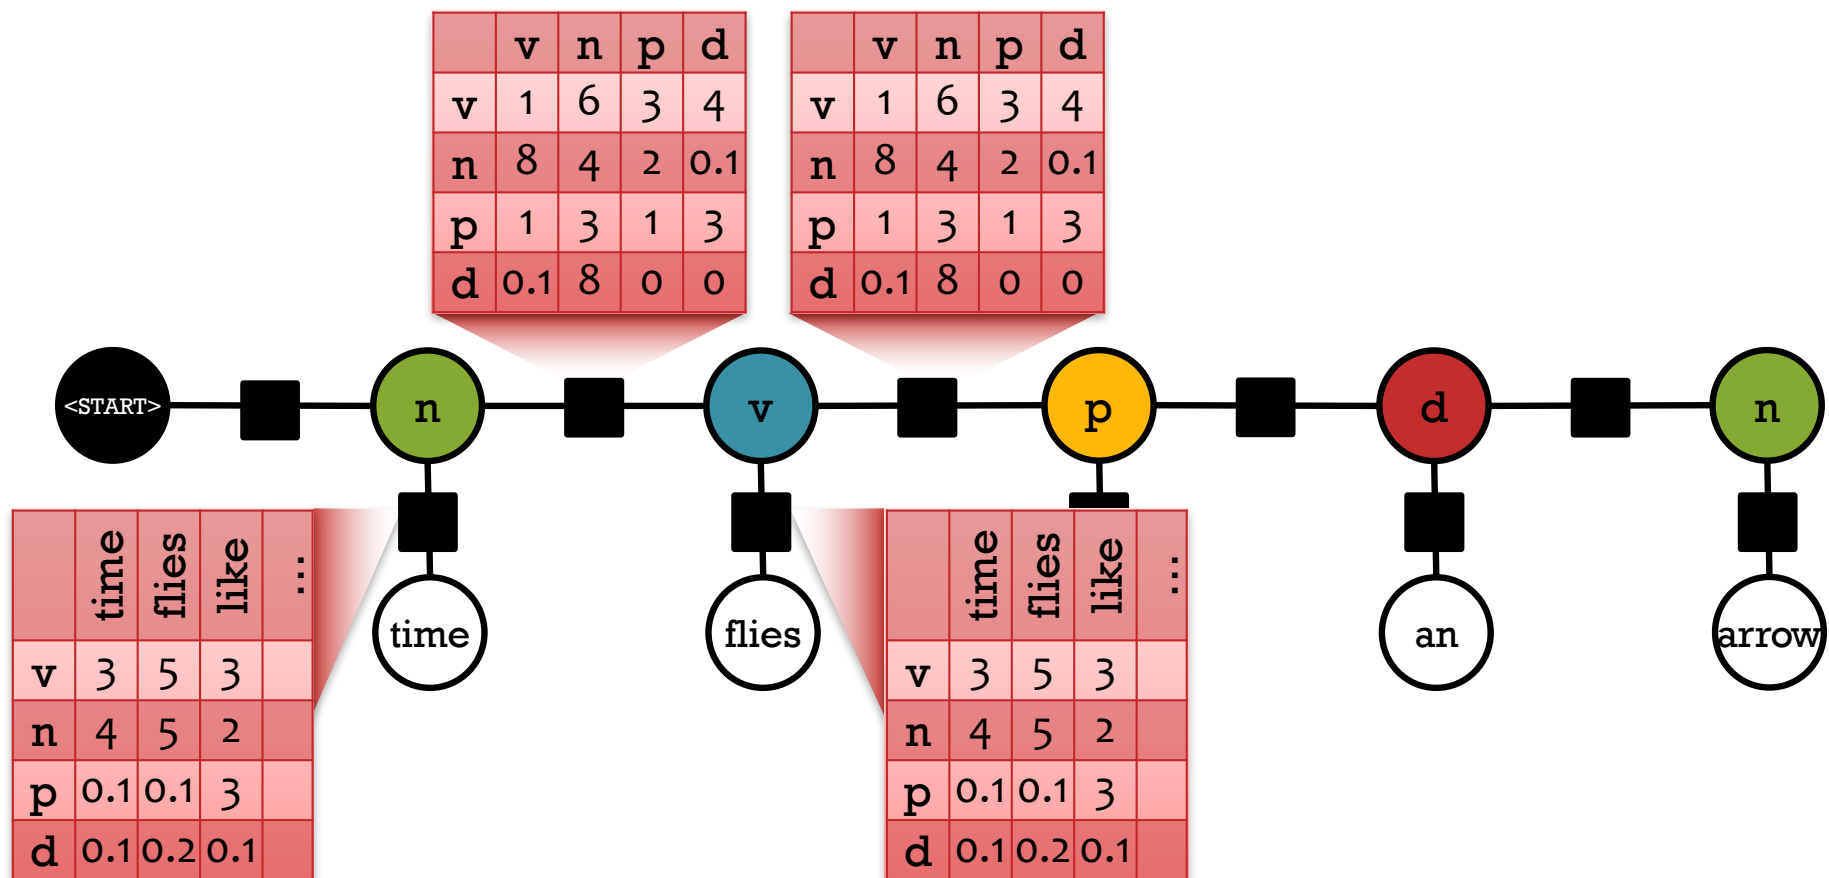 v n p d
v 1 6 3 4
n 8 4 2 0.1
p 1 3 1 3
d 0.1 8 0 0
v n p d
v 1 6 3 4
n 8 4 2 0.1
p 1 3 1 3
d 0.1 8 0 0
<START>
n
v
p
d
n
time flies like ...
v 3 5 3
n 4 5 2
p 0.1 0.1 3
d 0.1 0.2 0.1
time
flies
time flies like ...
v 3 5 3
n 4 5 2
p 0.1 0.1 3
d 0.1 0.2 0.1
an
arrow